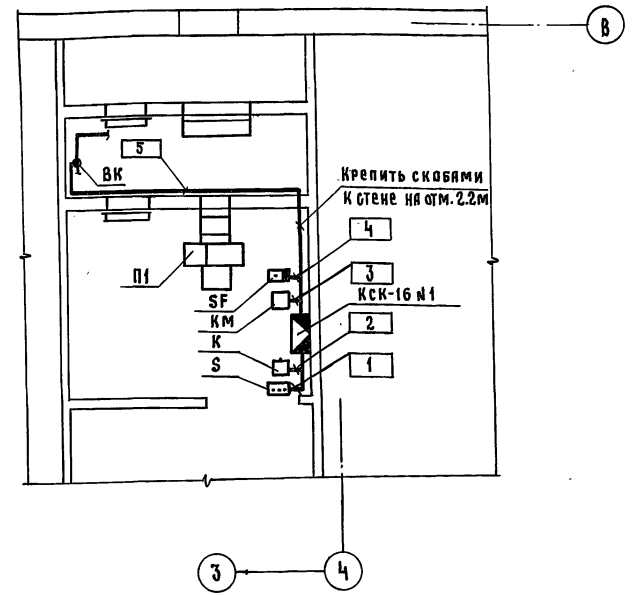 В
5
ВК
Крепить скобами
к стене на отм. 2.2м
4
П1
3
SF
КСК-16 №1
КМ
2
К
S
1
3
4